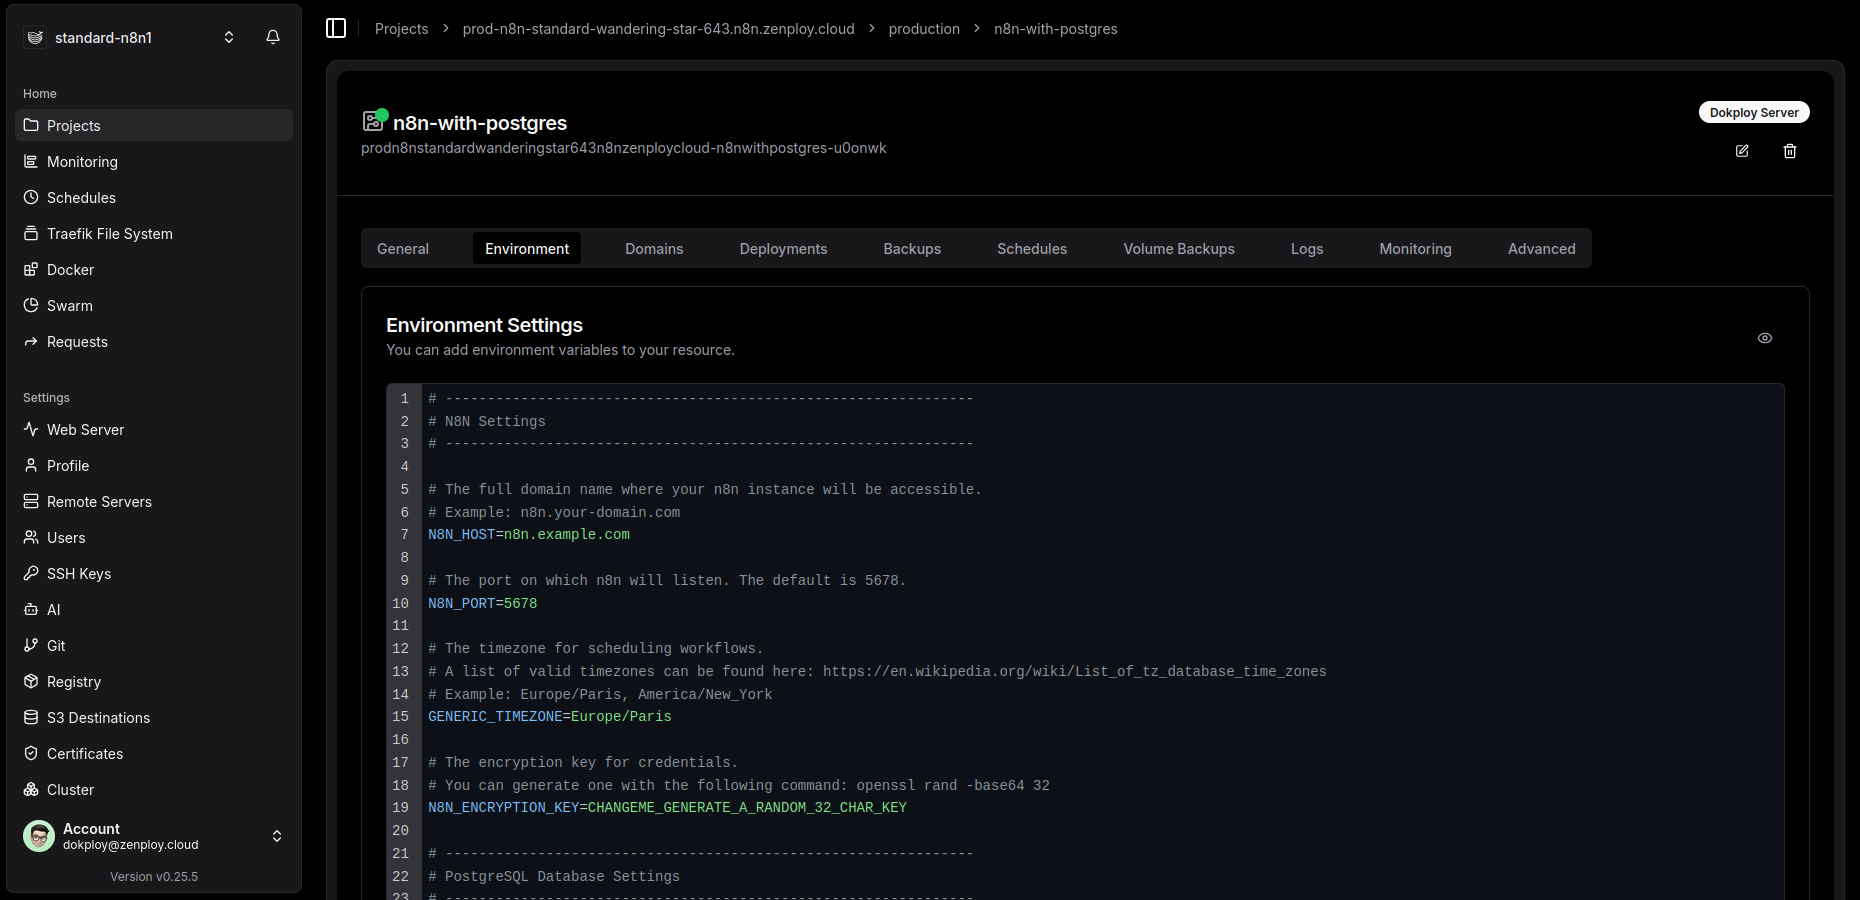 standard-n8n1
Home
Projects
Monitoring
Schedules
Traefik File System
Docker
Swarm
Requests
Settings
Web Server
Profile
Remote Servers
Users
SSH Keys
AI
Git
Registry
S3 Destinations
Certificates
Cluster
Account
dokploy@zenploy.cloud
Version v0.25.5
Projects > prod-n8n-standard-wandering-star-643.n8n.zenploy.cloud > production > n8n-with-postgres
n8n-with-postgres
prodn8nstandardwanderingstar643n8nzenploycloud-n8nwithpostgres-u0onwk
Dokploy Server
General Environment Domains Deployments Backups Schedules Volume Backups Logs Monitoring Advanced
Environment Settings
You can add environment variables to your resource.
1 # ---------------------------------------------------------------
2 # N8N Settings
3 # ---------------------------------------------------------------
4
5 # The full domain name where your n8n instance will be accessible.
6 # Example: n8n.your-domain.com
7 N8N_HOST=n8n.example.com
8
9 # The port on which n8n will listen. The default is 5678.
10 N8N_PORT=5678
11
12 # The timezone for scheduling workflows.
13 # A list of valid timezones can be found here: https://en.wikipedia.org/wiki/List_of_tz_database_time_zones
14 # Example: Europe/Paris, America/New_York
15 GENERIC_TIMEZONE=Europe/Paris
16
17 # The encryption key for credentials.
18 # You can generate one with the following command: openssl rand -base64 32
19 N8N_ENCRYPTION_KEY=CHANGEME_GENERATE_A_RANDOM_32_CHAR_KEY
20
21 # ---------------------------------------------------------------
22 # PostgreSQL Database Settings
23 # ---------------------------------------------------------------